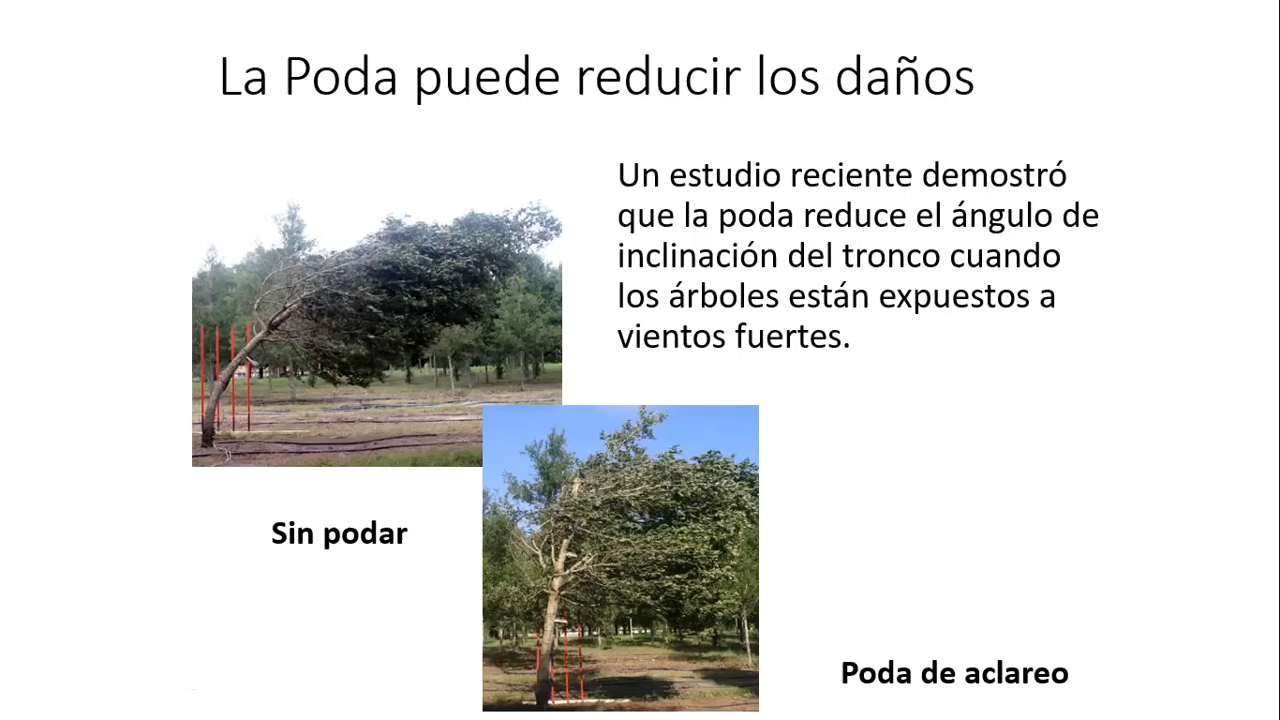 La Poda puede reducir los daños
Un estudio reciente demostró
que la poda reduce el ángulo de
inclinación del tronco cuando
los árboles están expuestos a
vientos fuertes.
Sin podar
Poda de aclareo